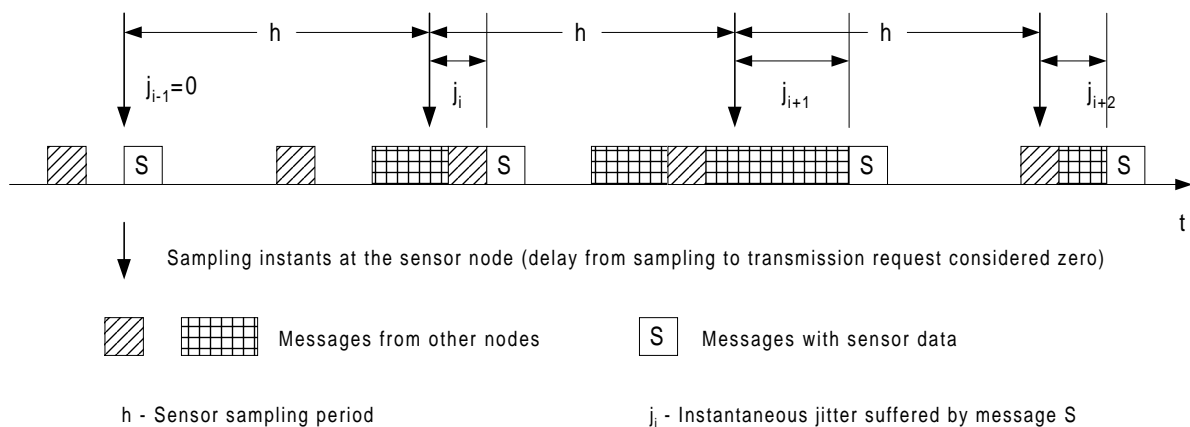 h h h
j_{i-1}=0 j_i j_{i+1} j_{i+2}
S S S S
t
Sampling instants at the sensor node (delay from sampling to transmission request considered zero)
Messages from other nodes S Messages with sensor data
h - Sensor sampling period j_i - Instantaneous jitter suffered by message S